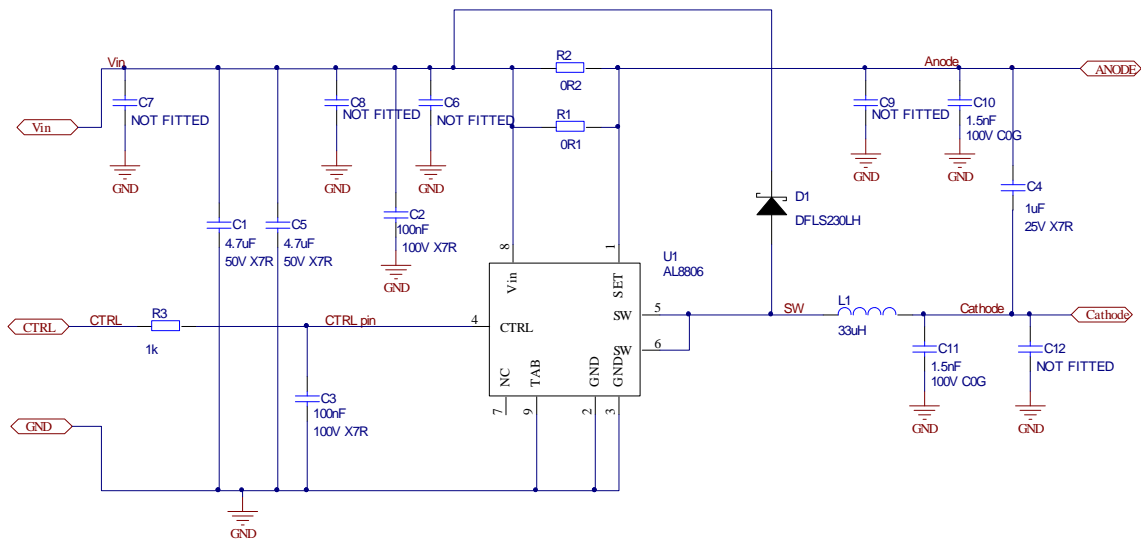 Vin
R2
0R2
Anode
ANODE
C7
NOT FITTED
C8
NOT FITTED
C6
NOT FITTED
C9
NOT FITTED
C10
1.5nF
100V C0G
Vin
R1
0R1
GND
GND
GND
GND
GND
D1
DFLS230LH
C4
1uF
25V X7R
C1
4.7uF
50V X7R
C5
4.7uF
50V X7R
C2
100nF
100V X7R
GND
8
1
U1
AL8806
Vin
SET
CTRL
CTRL
R3
1k
CTRL pin
4
CTRL
SW
5
SW
6
SW
L1
33uH
Cathode
Cathode
C11
1.5nF
100V C0G
C12
NOT FITTED
NC
TAB
GND
GND
7
9
2
3
C3
100nF
100V X7R
GND
GND
GND
GND